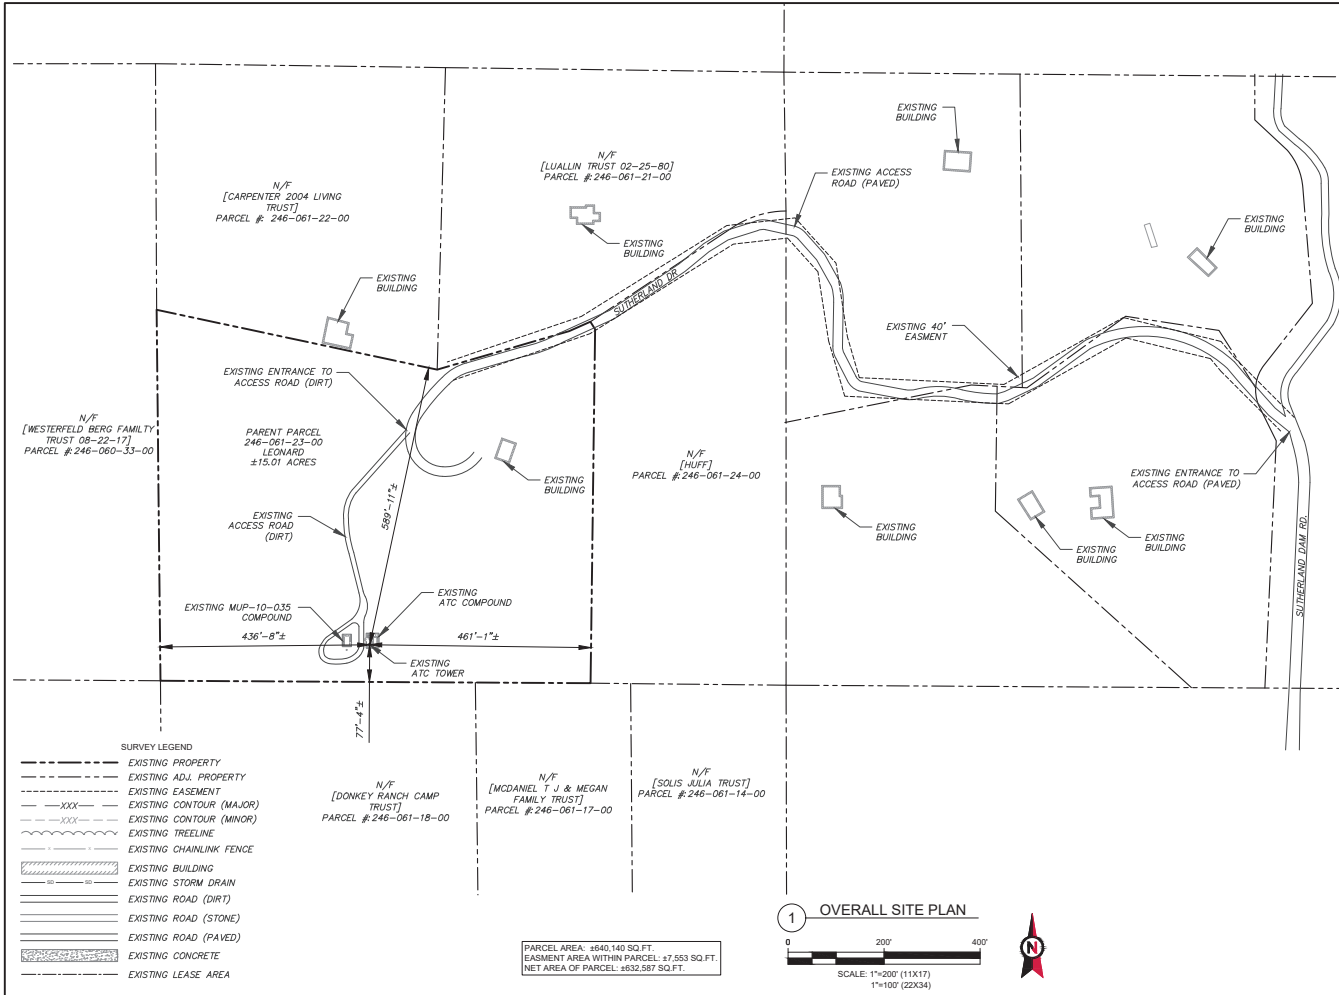 EXISTING
BUILDING
N/F
[LUALLIN TRUST 02-25-80]
PARCEL #: 246-061-21-00
EXISTING ACCESS
ROAD (PAVED)
N/F
[CARPENTER 2004 LIVING
TRUST]
PARCEL #: 246-061-22-00
EXISTING
BUILDING
EXISTING
BUILDING
EXISTING
BUILDING
SUTHERLAND DR
EXISTING 40'
EASMENT
EXISTING ENTRANCE TO
ACCESS ROAD (DIRT)
N/F
[WESTERFELD BERG FAMILTY
TRUST 08-22-17]
PARCEL #: 246-060-33-00
PARENT PARCEL
246-061-23-00
LEONARD
±15.01 ACRES
N/F
[HUFF]
PARCEL #: 246-061-24-00
EXISTING
BUILDING
EXISTING ENTRANCE TO
ACCESS ROAD (PAVED)
589'-11"±
EXISTING
ACCESS ROAD
(DIRT)
EXISTING
BUILDING
EXISTING
BUILDING
EXISTING
BUILDING
SUTHERLAND DAM RD.
EXISTING
ATC COMPOUND
EXISTING MUP-10-035
COMPOUND
436'-8"±
461'-1"±
EXISTING
ATC TOWER
77'-4"±
N/F
[DONKEY RANCH CAMP
TRUST]
PARCEL #: 246-061-18-00
N/F
[MCDANIEL T J & MEGAN
FAMILY TRUST]
PARCEL #: 246-061-17-00
N/F
[SOLIS JULIA TRUST]
PARCEL #: 246-061-14-00
SURVEY LEGEND
EXISTING PROPERTY
EXISTING ADJ. PROPERTY
EXISTING EASEMENT
XXX EXISTING CONTOUR (MAJOR)
XXX EXISTING CONTOUR (MINOR)
EXISTING TREELINE
EXISTING CHAINLINK FENCE
EXISTING BUILDING
SD SD EXISTING STORM DRAIN
EXISTING ROAD (DIRT)
EXISTING ROAD (STONE)
EXISTING ROAD (PAVED)
EXISTING CONCRETE
EXISTING LEASE AREA
PARCEL AREA: ±640,140 SQ.FT.
EASMENT AREA WITHIN PARCEL: ±7,553 SQ.FT.
NET AREA OF PARCEL: ±632,587 SQ.FT.
1 OVERALL SITE PLAN
0 200' 400'
SCALE: 1"=200' (11X17)
1"=100' (22X34)
N